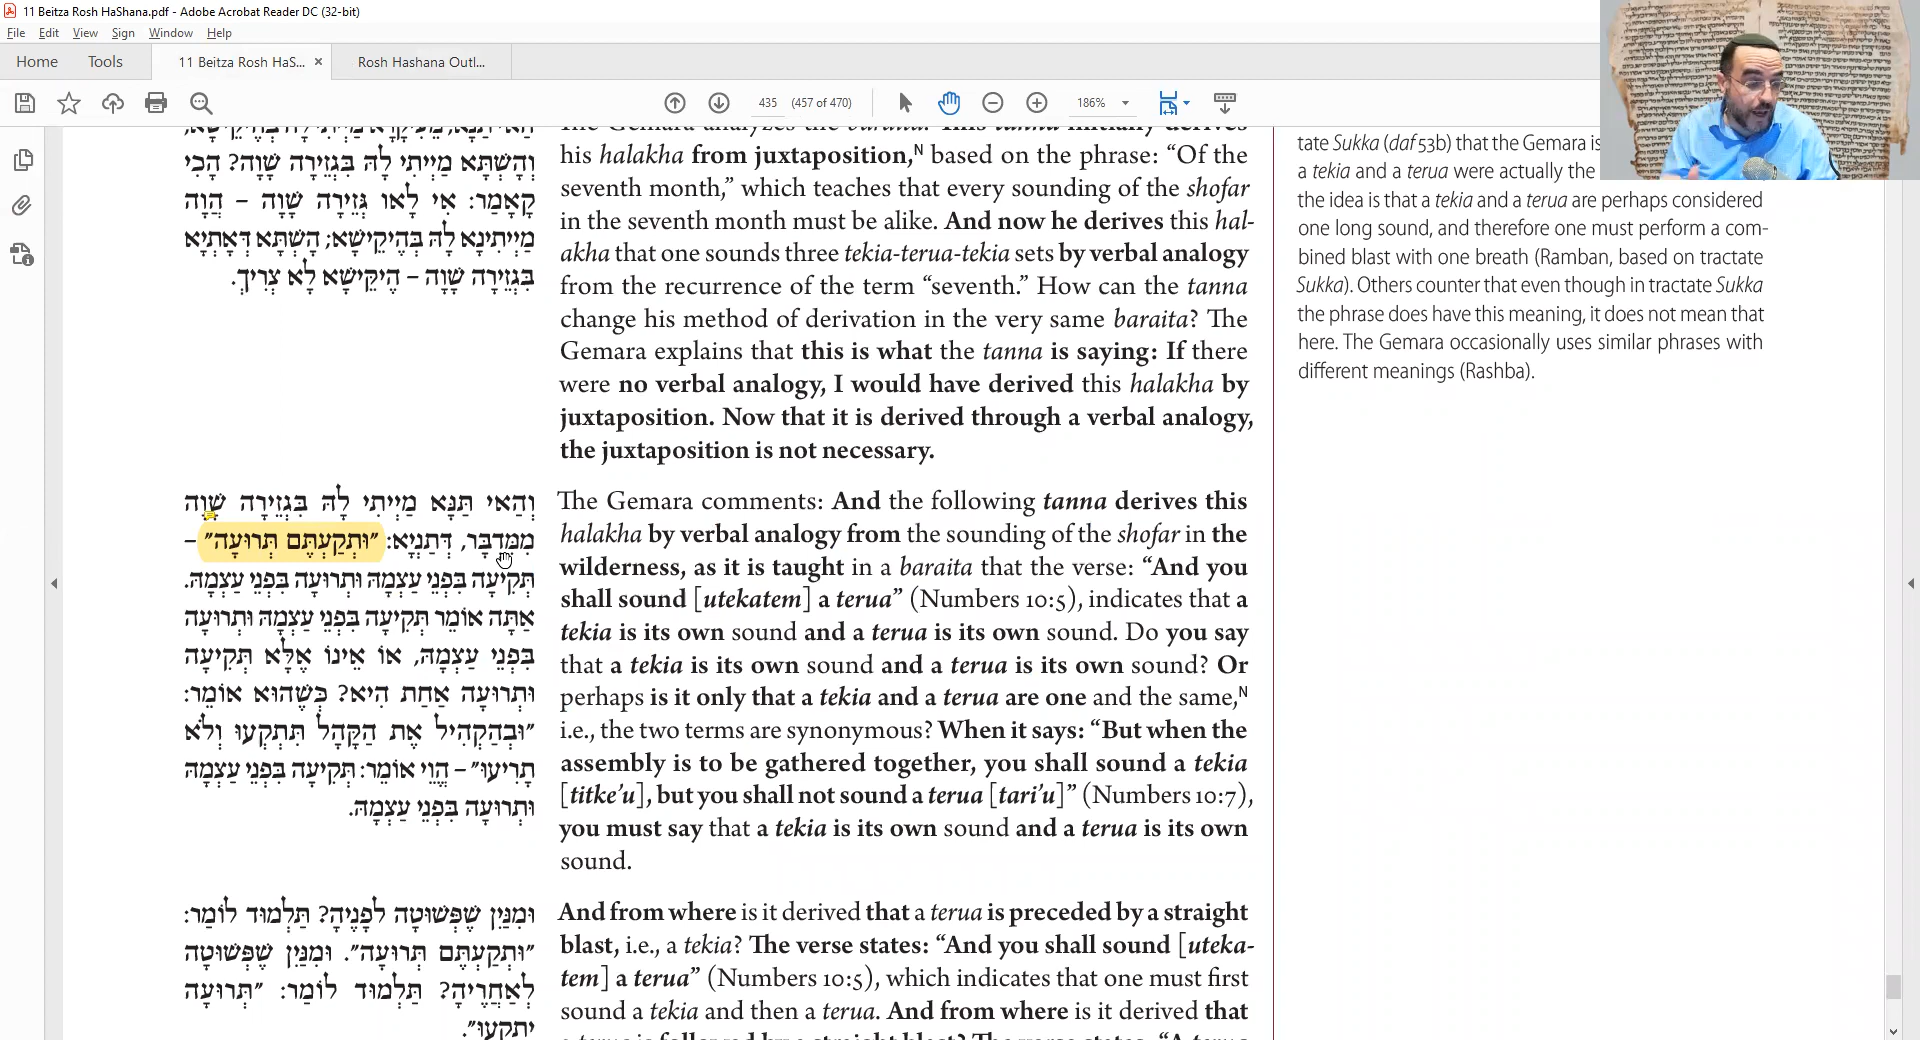 11 Beitza Rosh HaShana.pdf - Adobe Acrobat Reader DC (32-bit)
File Edit View Sign Window Help
Home Tools 11 Beitza Rosh HaS... × Rosh Hashana Outl...
435 (457 of 470) 186%
וְהָשְׁתָּא מַיְיתֵי לָהּ בִּגְזֵירָה שָׁוָה? הָכִי
קָאָמַר: אִי לָאו גְּזֵירָה שָׁוָה – הֲוָה
מַיְיתִינָא לָהּ בְּהֶיקֵּישָׁא; הָשְׁתָּא דְּאָתְיָא
בִּגְזֵירָה שָׁוָה – הֶיקֵּישָׁא לָא צְרִיךְ.
וְהַאי תַּנָּא מַיְיתֵי לָהּ בִּגְזֵירָה שָׁוָה
מִמִּדְבָּר, דְּתַנְיָא: ״וּתְקַעְתֶּם תְּרוּעָה״ –
תְּקִיעָה בִּפְנֵי עַצְמָהּ וּתְרוּעָה בִּפְנֵי עַצְמָהּ.
אַתָּה אוֹמֵר תְּקִיעָה בִּפְנֵי עַצְמָהּ וּתְרוּעָה
בִּפְנֵי עַצְמָהּ, אוֹ אֵינוֹ אֶלָּא תְּקִיעָה
וּתְרוּעָה אַחַת הִיא? כְּשֶׁהוּא אוֹמֵר:
״וּבְהַקְהִיל אֶת הַקָּהָל תִּתְקְעוּ וְלֹא
תָרִיעוּ״ – הֱוֵי אוֹמֵר: תְּקִיעָה בִּפְנֵי עַצְמָהּ
וּתְרוּעָה בִּפְנֵי עַצְמָהּ.
וּמִנַּיִן שֶׁפְּשׁוּטָה לְפָנֶיהָ? תַּלְמוּד לוֹמַר:
״וּתְקַעְתֶּם תְּרוּעָה״. וּמִנַּיִן שֶׁפְּשׁוּטָה
לְאַחֲרֶיהָ? תַּלְמוּד לוֹמַר: ״תְּרוּעָה
יִתְקְעוּ״.
The Gemara analyzes the baraita: This tanna initially derives
his halakha from juxtaposition,N based on the phrase: “Of the
seventh month,” which teaches that every sounding of the shofar
in the seventh month must be alike. And now he derives this hal-
akha that one sounds three tekia-terua-tekia sets by verbal analogy
from the recurrence of the term “seventh.” How can the tanna
change his method of derivation in the very same baraita? The
Gemara explains that this is what the tanna is saying: If there
were no verbal analogy, I would have derived this halakha by
juxtaposition. Now that it is derived through a verbal analogy,
the juxtaposition is not necessary.
The Gemara comments: And the following tanna derives this
halakha by verbal analogy from the sounding of the shofar in the
wilderness, as it is taught in a baraita that the verse: “And you
shall sound [utekatem] a terua” (Numbers 10:5), indicates that a
tekia is its own sound and a terua is its own sound. Do you say
that a tekia is its own sound and a terua is its own sound? Or
perhaps is it only that a tekia and a terua are one and the same,N
i.e., the two terms are synonymous? When it says: “But when the
assembly is to be gathered together, you shall sound a tekia
[titke’u], but you shall not sound a terua [tari’u]” (Numbers 10:7),
you must say that a tekia is its own sound and a terua is its own
sound.
And from where is it derived that a terua is preceded by a straight
blast, i.e., a tekia? The verse states: “And you shall sound [uteka-
tem] a terua” (Numbers 10:5), which indicates that one must first
sound a tekia and then a terua. And from where is it derived that
tate Sukka (daf 53b) that the Gemara is
a tekia and a terua were actually the
the idea is that a tekia and a terua are perhaps considered
one long sound, and therefore one must perform a com-
bined blast with one breath (Ramban, based on tractate
Sukka). Others counter that even though in tractate Sukka
the phrase does have this meaning, it does not mean that
here. The Gemara occasionally uses similar phrases with
different meanings (Rashba).